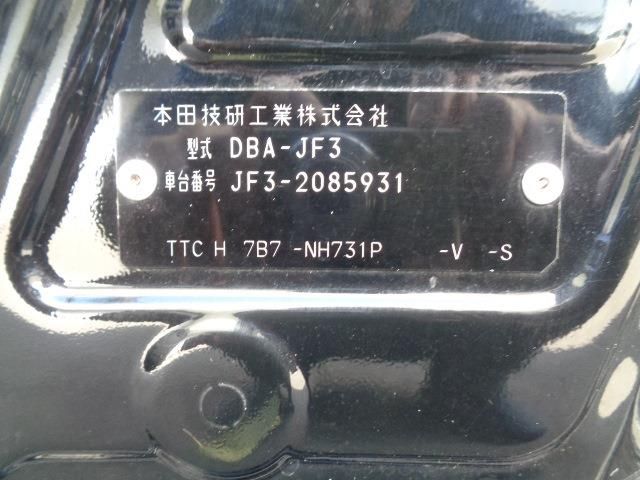 本田技研工業株式会社
型式 DBA-JF3
車台番号 JF3-2085931
TTC H 7B7 -NH731P -V -S